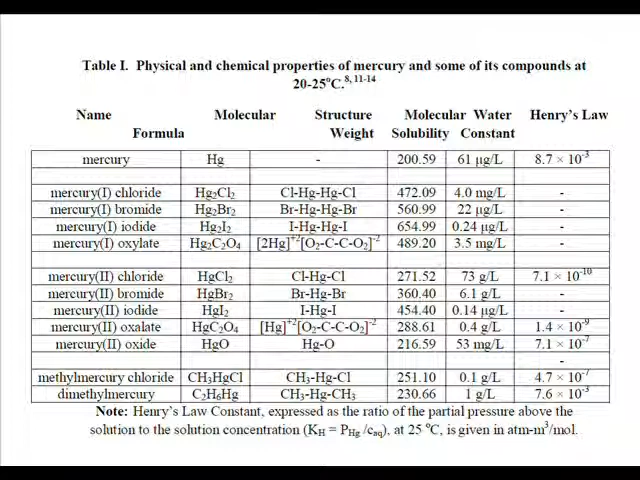 Table I. Physical and chemical properties of mercury and some of its compounds at
20-25°C.8, 11-14
Name Molecular Structure Molecular Water Henry's Law
Formula Weight Solubility Constant
mercury Hg - 200.59 61 µg/L 8.7 × 10-3
mercury(I) chloride Hg2Cl2 Cl-Hg-Hg-Cl 472.09 4.0 mg/L -
mercury(I) bromide Hg2Br2 Br-Hg-Hg-Br 560.99 22 µg/L -
mercury(I) iodide Hg2I2 I-Hg-Hg-I 654.99 0.24 µg/L -
mercury(I) oxylate Hg2C2O4 [2Hg]+2[O2-C-C-O2]-2 489.20 3.5 mg/L -
mercury(II) chloride HgCl2 Cl-Hg-Cl 271.52 73 g/L 7.1 × 10-10
mercury(II) bromide HgBr2 Br-Hg-Br 360.40 6.1 g/L -
mercury(II) iodide HgI2 I-Hg-I 454.40 0.14 µg/L -
mercury(II) oxalate HgC2O4 [Hg]+2[O2-C-C-O2]-2 288.61 0.4 g/L 1.4 × 10-9
mercury(II) oxide HgO Hg-O 216.59 53 mg/L 7.1 × 10-7
-
methylmercury chloride CH3HgCl CH3-Hg-Cl 251.10 0.1 g/L 4.7 × 10-7
dimethylmercury C2H6Hg CH3-Hg-CH3 230.66 1 g/L 7.6 × 10-3
Note: Henry's Law Constant, expressed as the ratio of the partial pressure above the
solution to the solution concentration (KH = PHg /caq), at 25 °C, is given in atm-m3/mol.